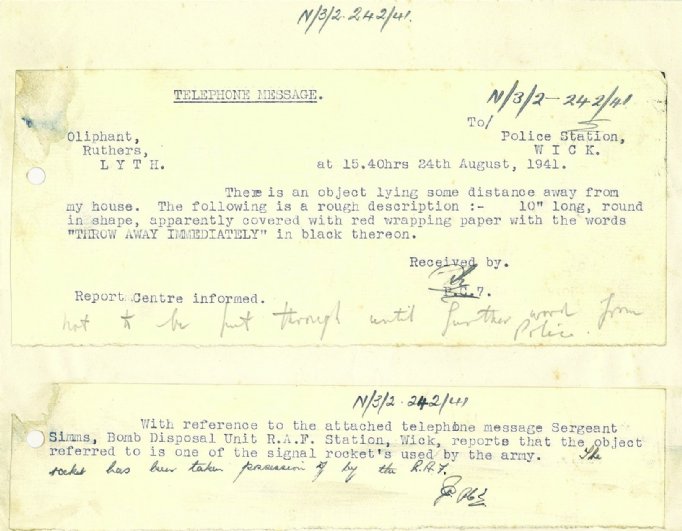 N/3/2-242/41.
TELEPHONE MESSAGE.
N/3/2 - 242/41
To/
Oliphant, Police Station,
Ruthers, W I C K.
L Y T H. at 15.40hrs 24th August, 1941.
There is an object lying some distance away from
my house. The following is a rough description :- 10" long, round
in shape, apparently covered with red wrapping paper with the words
"THROW AWAY IMMEDIATELY" in black thereon.
Received by.
P.C.7.
Report Centre informed.
not to be put through until further word from
Police.
N/3/2-242/41
With reference to the attached telephone message Sergeant
Simms, Bomb Disposal Unit R.A.F. Station, Wick, reports that the object
referred to is one of the signal rocket's used by the army. The
rocket has been taken possession of by the R.A.F.